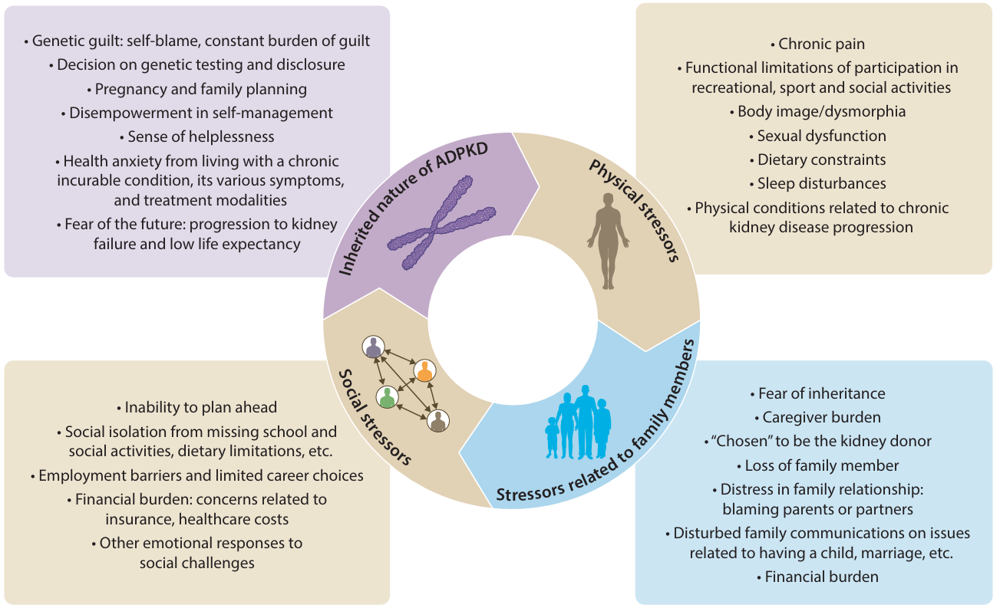 • Genetic guilt: self-blame, constant burden of guilt
• Decision on genetic testing and disclosure
• Pregnancy and family planning
• Disempowerment in self-management
• Sense of helplessness
• Health anxiety from living with a chronic
incurable condition, its various symptoms,
and treatment modalities
• Fear of the future: progression to kidney
failure and low life expectancy
• Chronic pain
• Functional limitations of participation in
recreational, sport and social activities
• Body image/dysmorphia
• Sexual dysfunction
• Dietary constraints
• Sleep disturbances
• Physical conditions related to chronic
kidney disease progression
Inherited nature of ADPKD
Physical stressors
Social stressors
Stressors related to family members
• Inability to plan ahead
• Social isolation from missing school and
social activities, dietary limitations, etc.
• Employment barriers and limited career choices
• Financial burden: concerns related to
insurance, healthcare costs
• Other emotional responses to
social challenges
• Fear of inheritance
• Caregiver burden
• “Chosen” to be the kidney donor
• Loss of family member
• Distress in family relationship:
blaming parents or partners
• Disturbed family communications on issues
related to having a child, marriage, etc.
• Financial burden